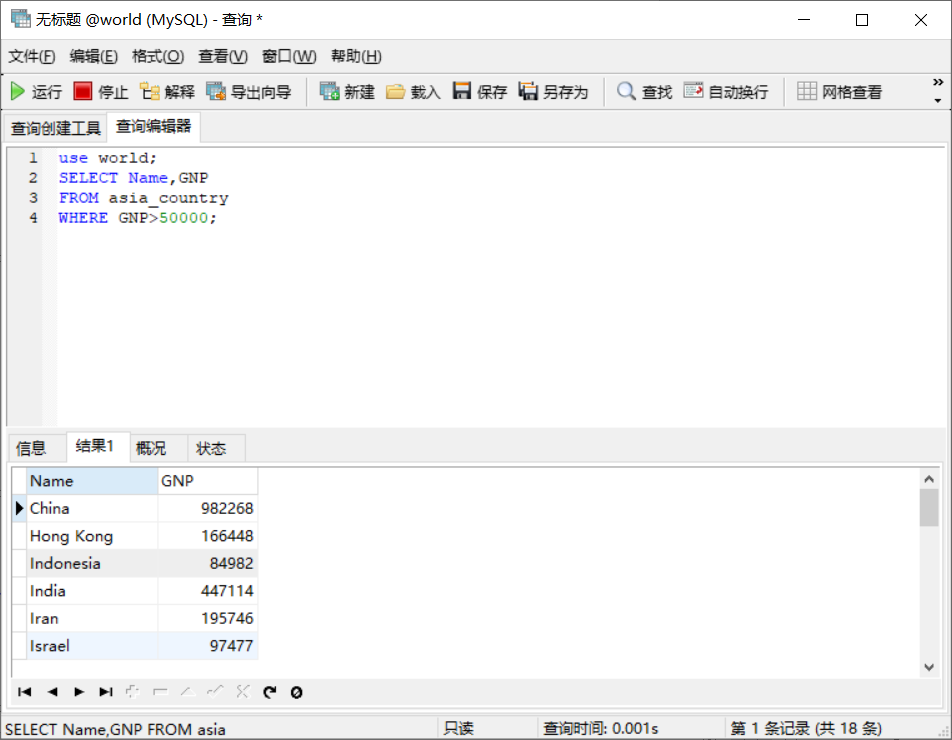 无标题 @world (MySQL) - 查询 *
文件(F) 编辑(E) 格式(O) 查看(V) 窗口(W) 帮助(H)
运行 停止 解释 导出向导 新建 载入 保存 另存为 查找 自动换行 网格查看 »
查询创建工具 查询编辑器
1 use world;
2 SELECT Name,GNP
3 FROM asia_country
4 WHERE GNP>50000;
信息 结果1 概况 状态
Name GNP
China 982268
Hong Kong 166448
Indonesia 84982
India 447114
Iran 195746
Israel 97477
SELECT Name,GNP FROM asia 只读 查询时间: 0.001s 第 1 条记录 (共 18 条)